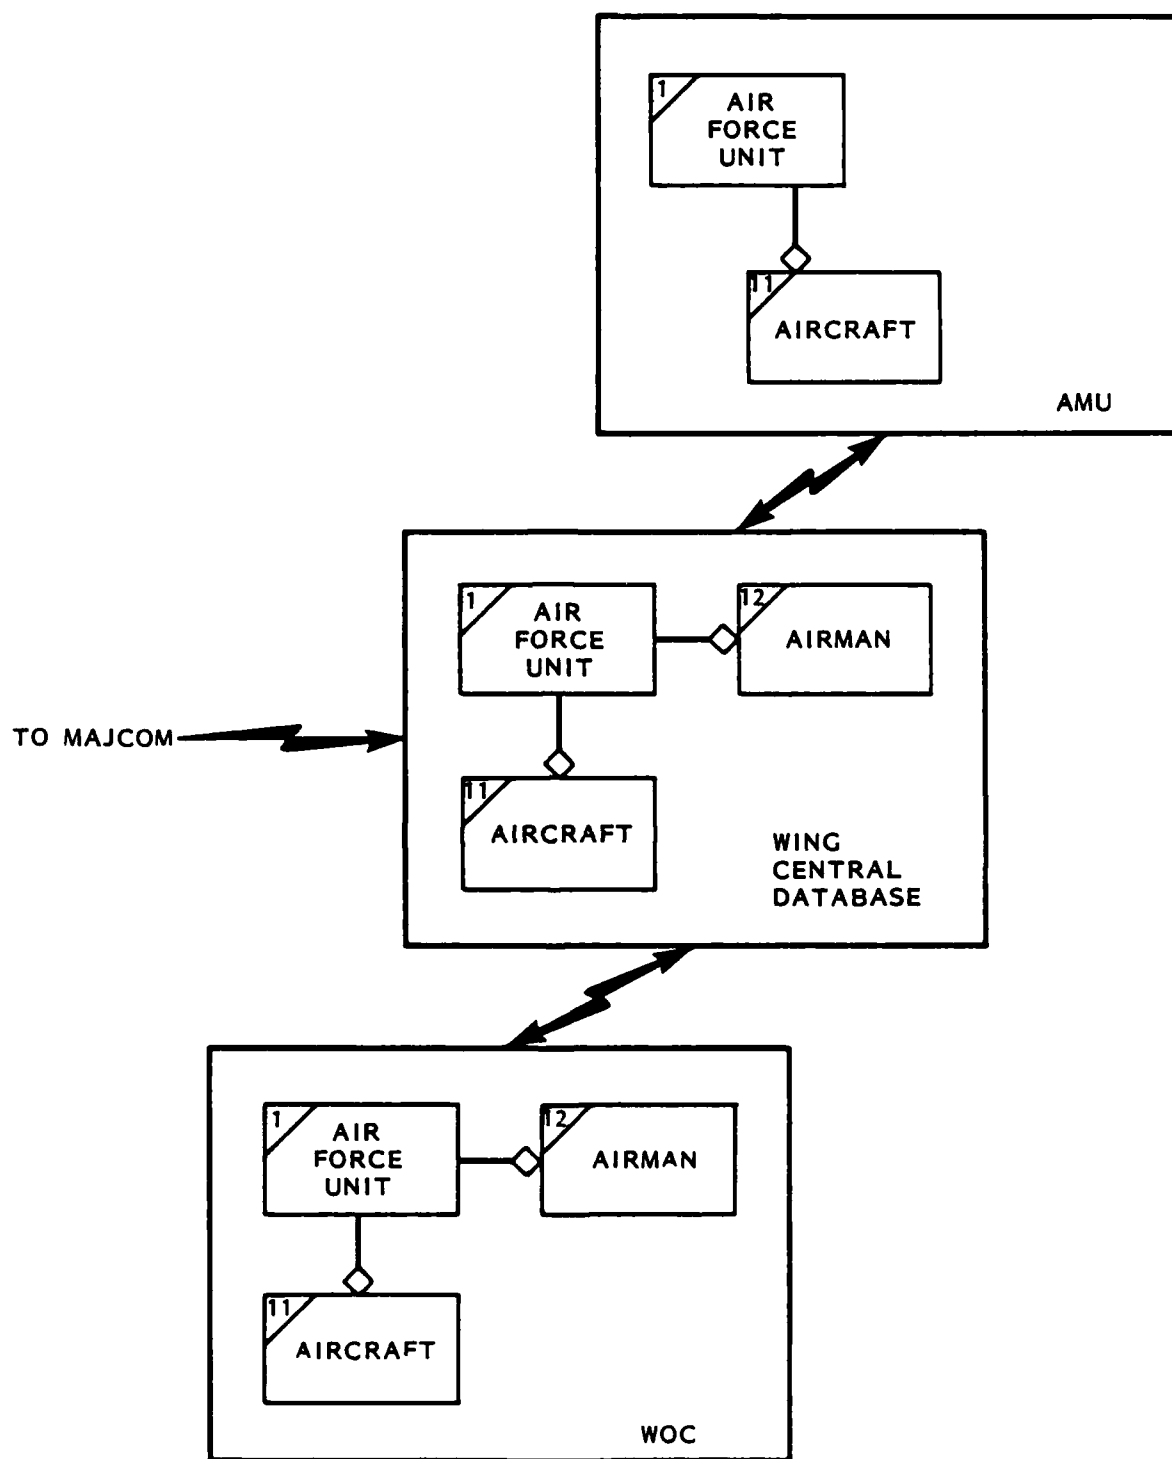 1
AIR
FORCE
UNIT
11
AIRCRAFT
AMU
1
AIR
FORCE
UNIT
12
AIRMAN
TO MAJCOM
11
AIRCRAFT
WING
CENTRAL
DATABASE
1
AIR
FORCE
UNIT
12
AIRMAN
11
AIRCRAFT
WOC